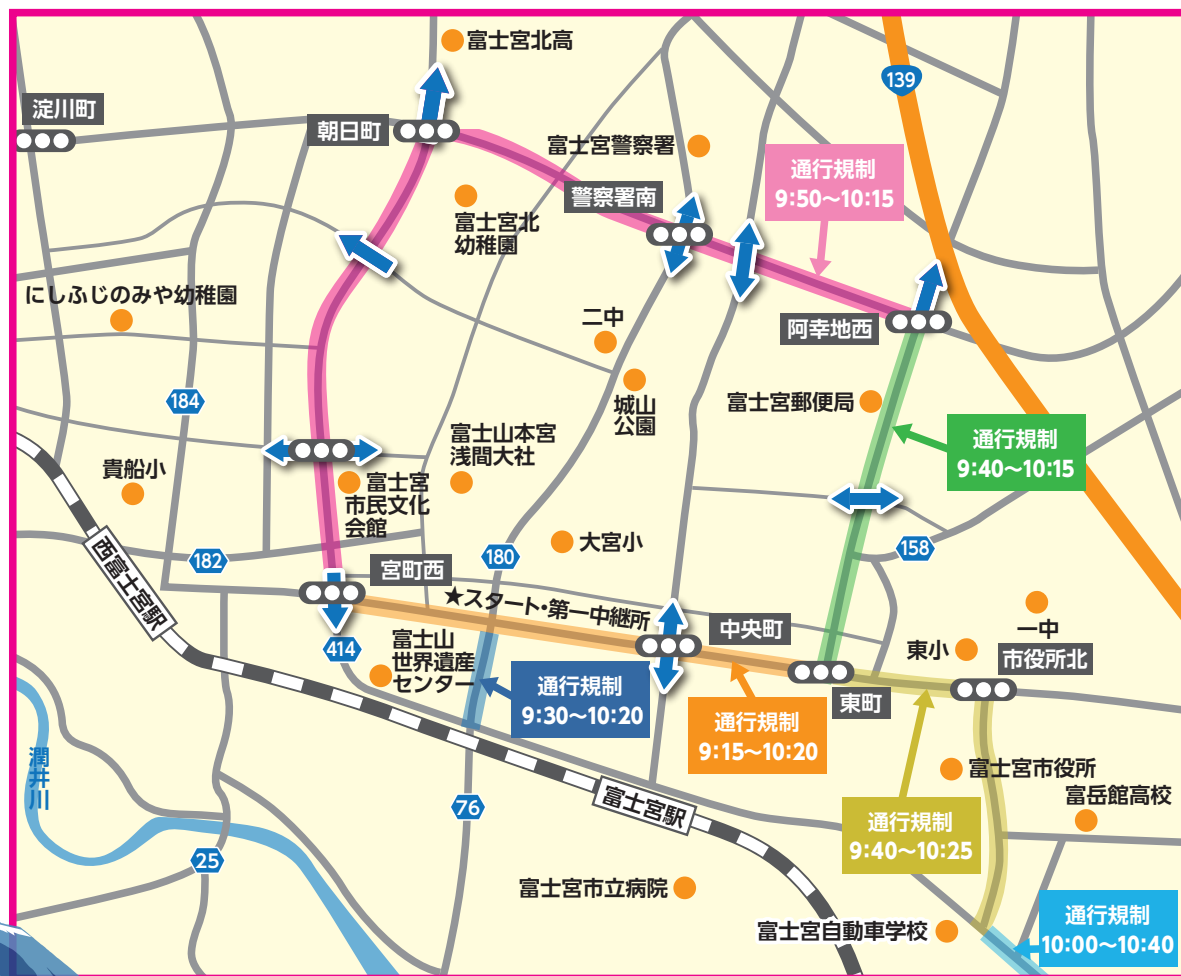 富士宮北高
139
淀川町
朝日町
富士宮警察署
通行規制
9:50～10:15
警察署南
富士宮北
幼稚園
にしふじのみや幼稚園
二中
阿幸地西
184
城山
公園
富士宮郵便局
富士山本宮
浅間大社
通行規制
9:40～10:15
貴船小
富士宮
市民文化
会館
182
180
大宮小
158
西富士宮駅
宮町西
★スタート・第一中継所
中央町
一中
東小
市役所北
414
富士山
世界遺産
センター
通行規制
9:30～10:20
東町
通行規制
9:15～10:20
潤井川
富士宮市役所
富岳館高校
富士宮駅
76
通行規制
9:40～10:25
25
富士宮市立病院
富士宮自動車学校
通行規制
10:00～10:40